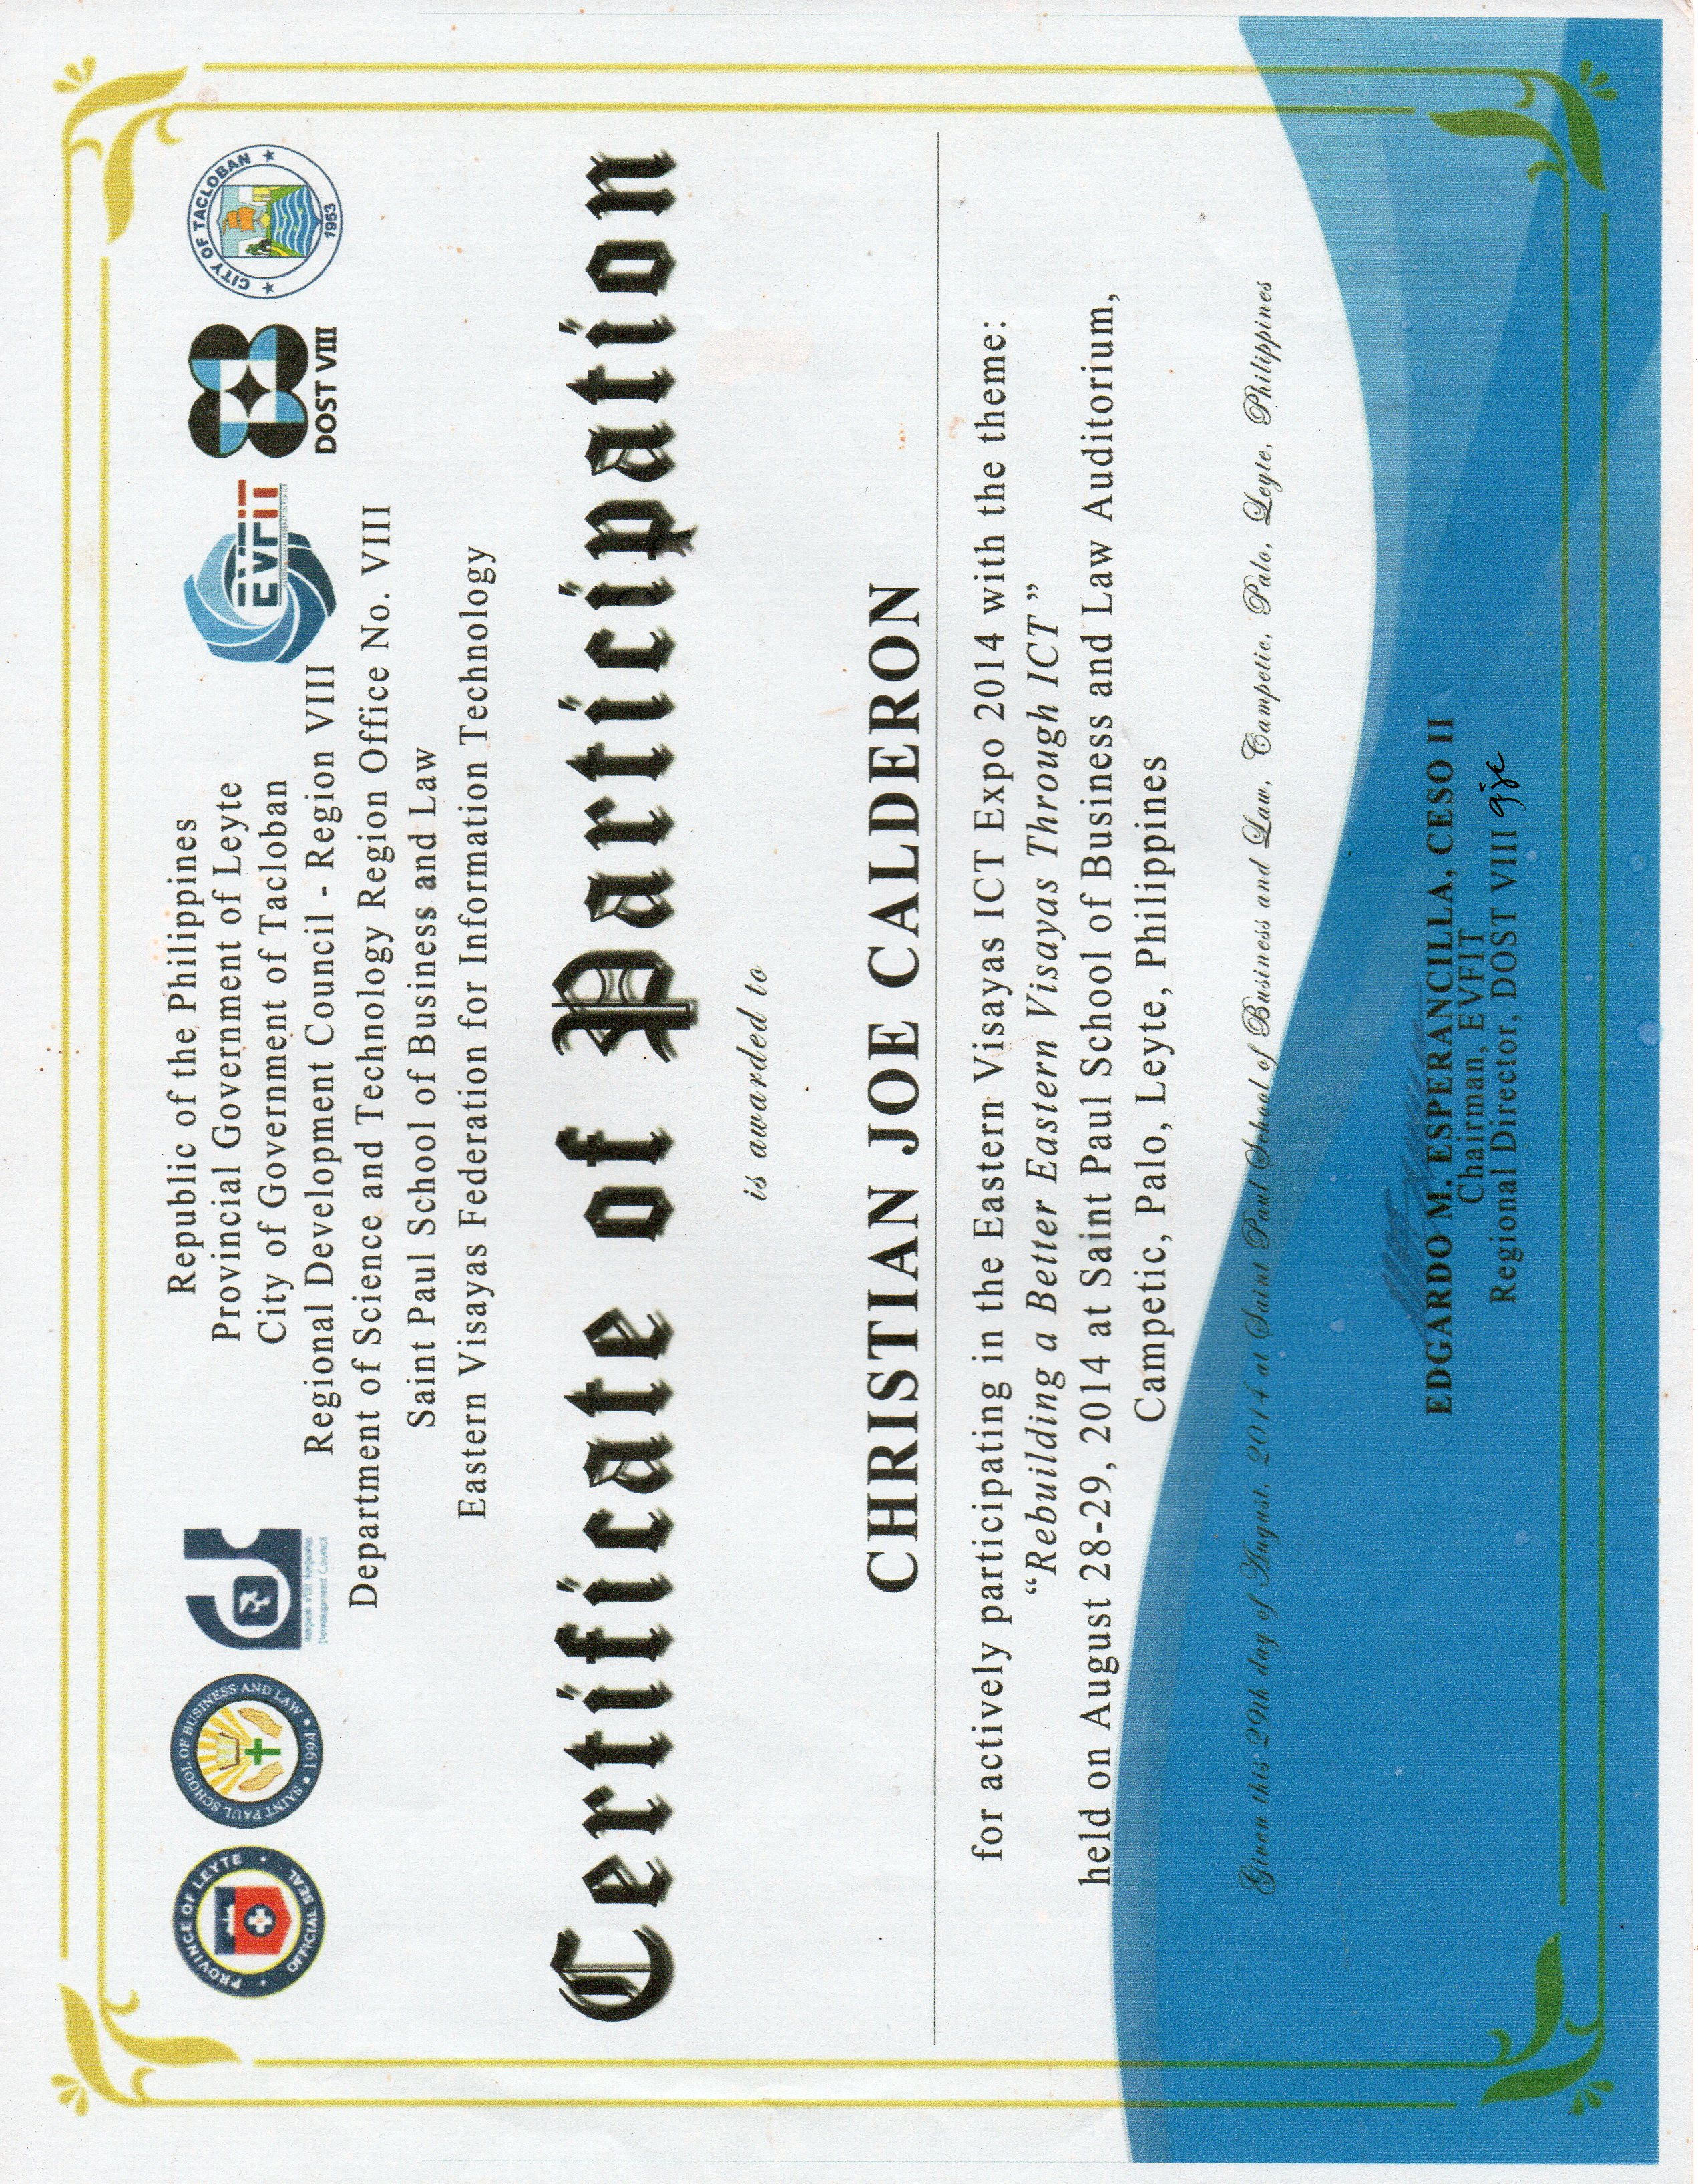 PROVINCE OF LEYTE
OFFICIAL SEAL
SAINT PAUL SCHOOL OF BUSINESS AND LAW
1994
Region VIII Regional
Development Council
Republic of the Philippines
Provincial Government of Leyte
City of Government of Tacloban
Regional Development Council - Region VIII
Department of Science and Technology Region Office No. VIII
Saint Paul School of Business and Law
Eastern Visayas Federation for Information Technology
EVFIT
EASTERN VISAYAS FEDERATION FOR ICT
DOST VIII
CITY OF TACLOBAN
1953
Certificate of Participation
is awarded to
CHRISTIAN JOE CALDERON
for actively participating in the Eastern Visayas ICT Expo 2014 with the theme:
“Rebuilding a Better Eastern Visayas Through ICT ”
held on August 28-29, 2014 at Saint Paul School of Business and Law Auditorium,
Campetic, Palo, Leyte, Philippines
Given this 29th day of August, 2014 at Saint Paul School of Business and Law, Campetic, Palo, Leyte, Philippines
EDGARDO M. ESPERANCILLA, CESO II
Chairman, EVFIT
Regional Director, DOST VIII